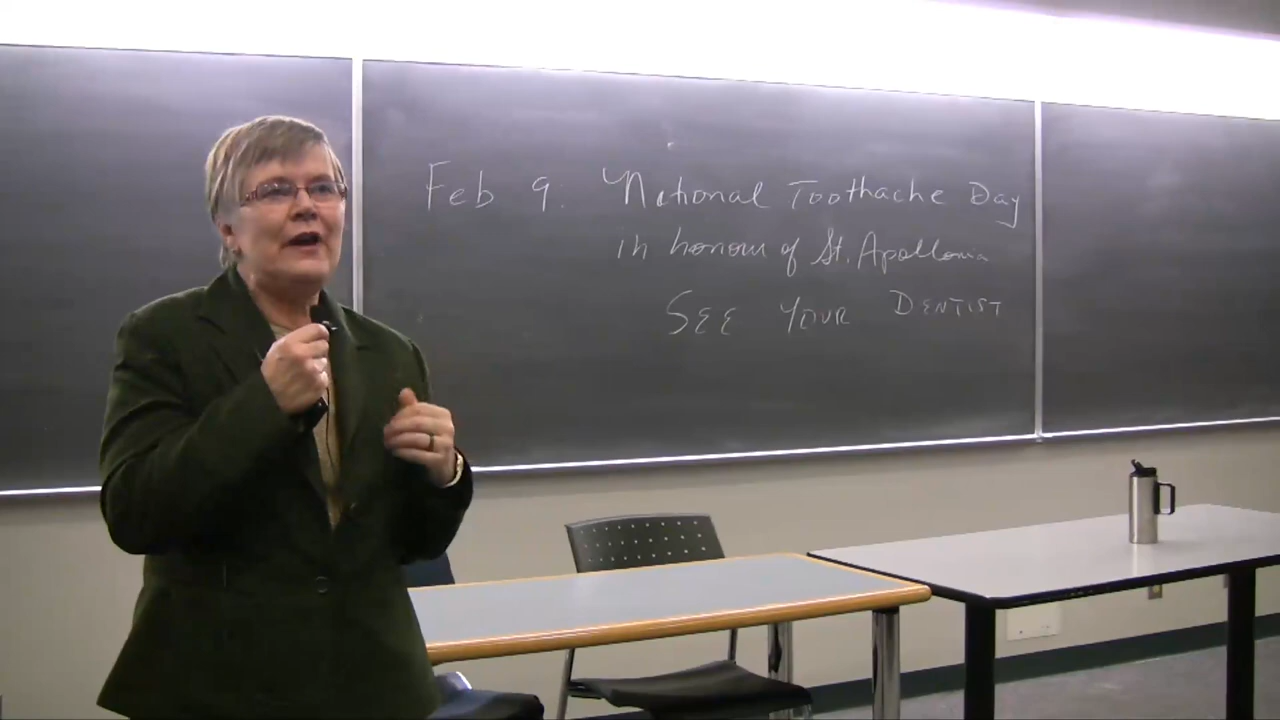 Feb 9. National Toothache Day
in honour of St. Apollonia
SEE YOUR DENTIST